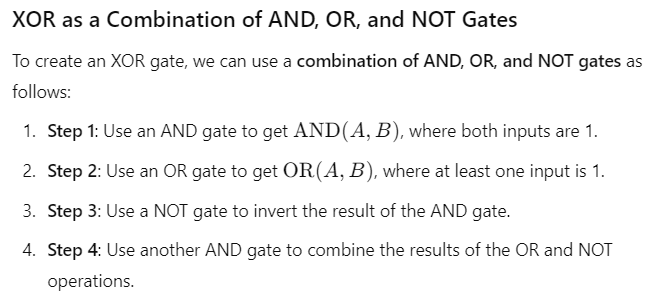 XOR as a Combination of AND, OR, and NOT Gates
To create an XOR gate, we can use a combination of AND, OR, and NOT gates as
follows:
1. Step 1: Use an AND gate to get AND(A, B), where both inputs are 1.
2. Step 2: Use an OR gate to get OR(A, B), where at least one input is 1.
3. Step 3: Use a NOT gate to invert the result of the AND gate.
4. Step 4: Use another AND gate to combine the results of the OR and NOT
operations.